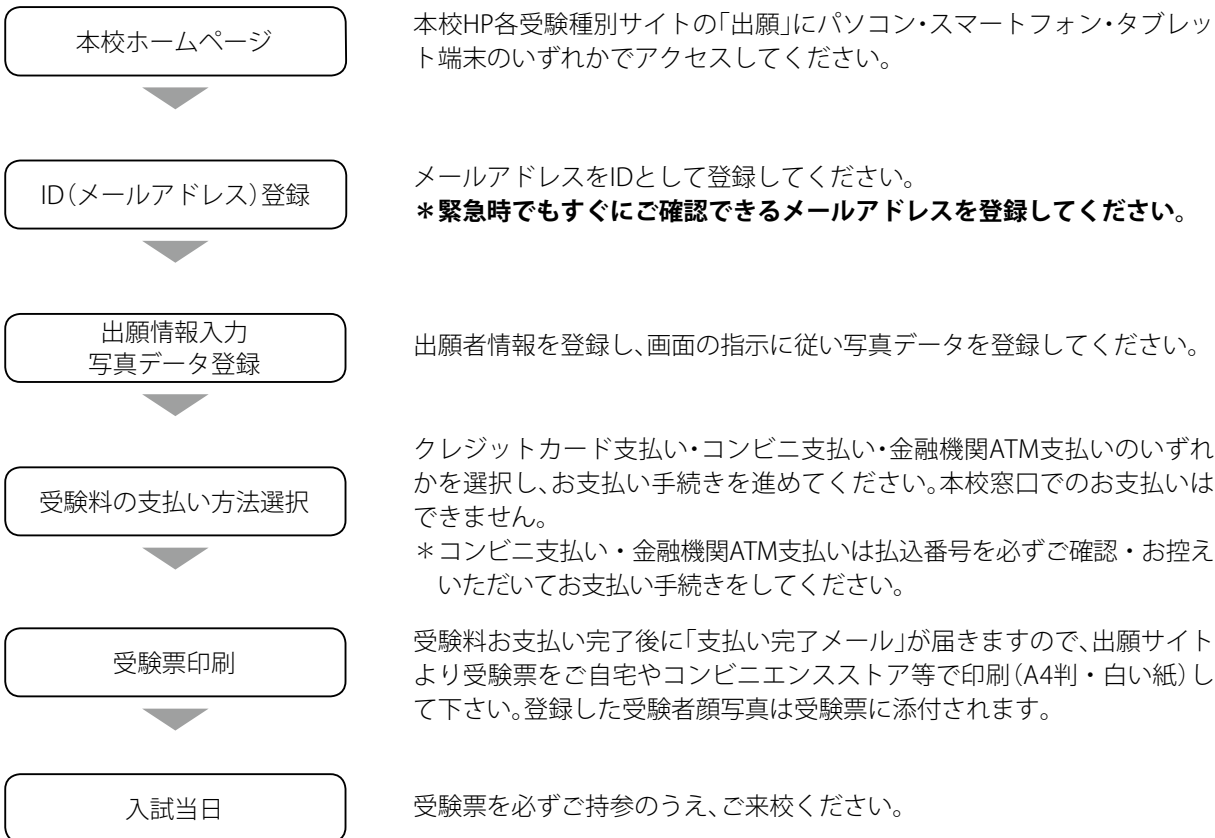 本校ホームページ
本校HP各受験種別サイトの「出願」にパソコン・スマートフォン・タブレッ
ト端末のいずれかでアクセスしてください。
ID（メールアドレス）登録
メールアドレスをIDとして登録してください。
＊緊急時でもすぐにご確認できるメールアドレスを登録してください。
出願情報入力
写真データ登録
出願者情報を登録し、画面の指示に従い写真データを登録してください。
受験料の支払い方法選択
クレジットカード支払い・コンビニ支払い・金融機関ATM支払いのいずれ
かを選択し、お支払い手続きを進めてください。本校窓口でのお支払いは
できません。
＊コンビニ支払い・金融機関ATM支払いは払込番号を必ずご確認・お控え
いただいてお支払い手続きをしてください。
受験票印刷
受験料お支払い完了後に「支払い完了メール」が届きますので、出願サイト
より受験票をご自宅やコンビニエンスストア等で印刷（A4判・白い紙）し
て下さい。登録した受験者顔写真は受験票に添付されます。
入試当日
受験票を必ずご持参のうえ、ご来校ください。